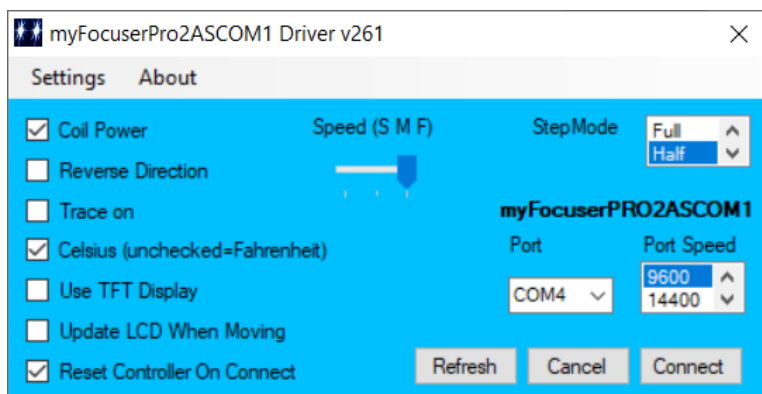 myFocuserPro2ASCOM1 Driver v261
Settings About
Coil Power
Speed (S M F)
StepMode
Full
Half
Reverse Direction
Trace on
myFocuserPRO2ASCOM1
Celsius (unchecked=Fahrenheit)
Port
Port Speed
Use TFT Display
COM4
9600
14400
Update LCD When Moving
Reset Controller On Connect
Refresh
Cancel
Connect